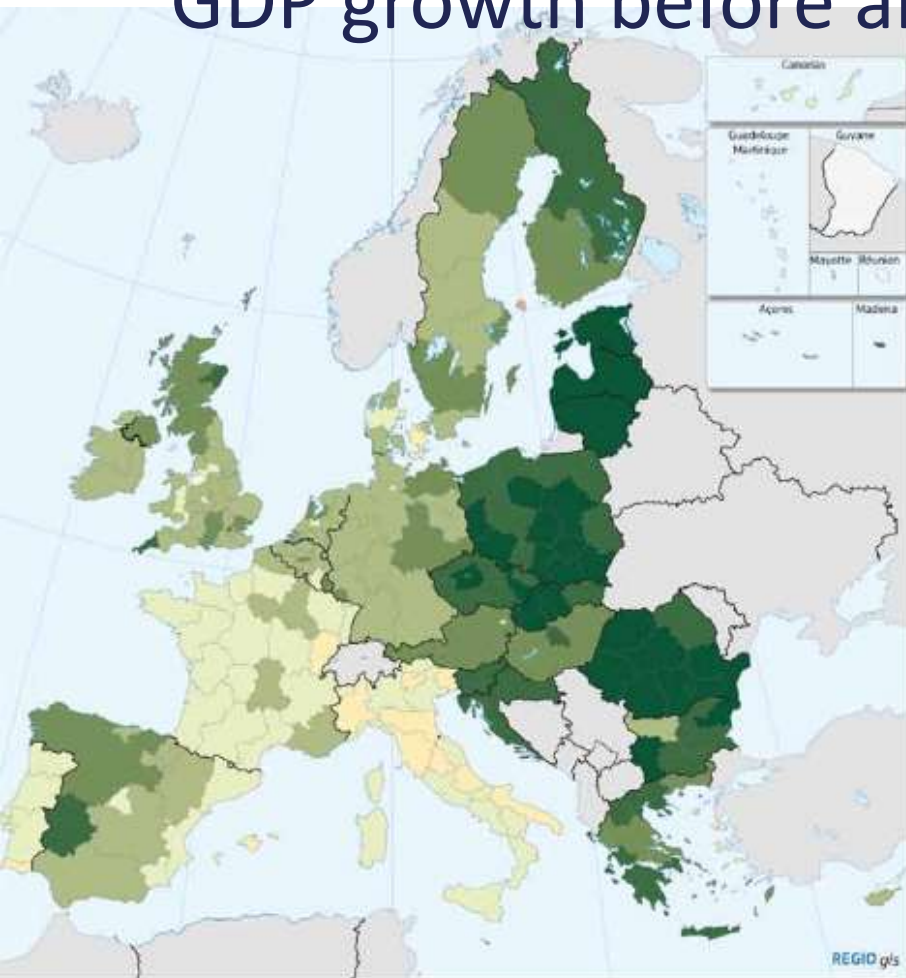 GDP growth before
Canarias
Guadeloupe
Martinique
Guyane
Mayotte
Réunion
Açores
Madeira
REGIO gis